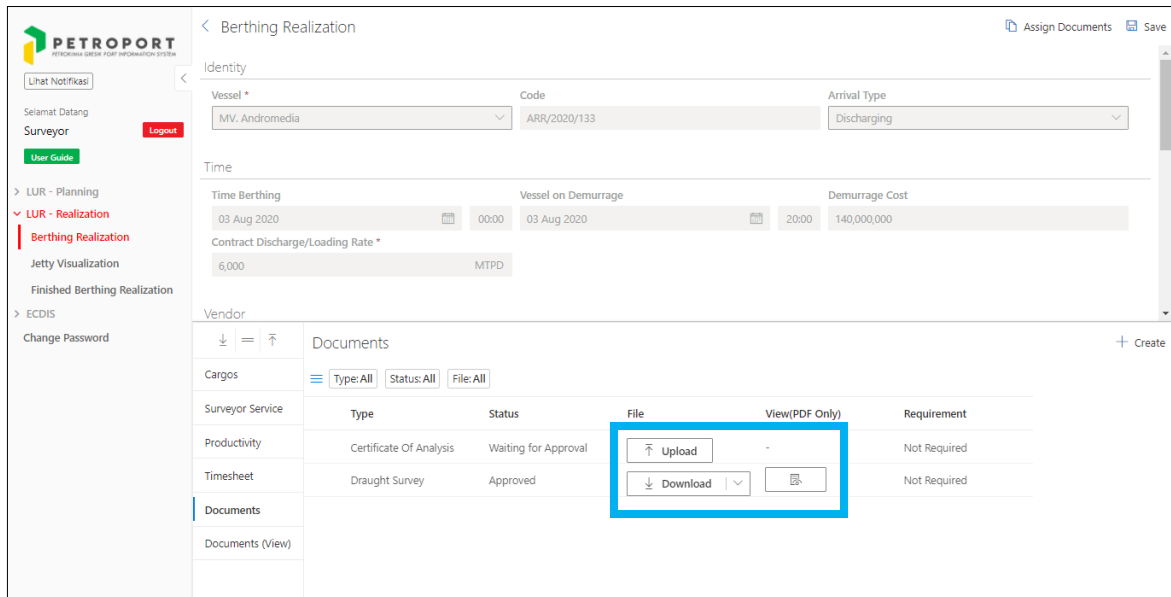 PETROPORT
PETROKIMIA GRESIK PORT INFORMATION SYSTEM
Lihat Notifikasi
Selamat Datang
Surveyor
Logout
User Guide
LUR - Planning
LUR - Realization
Berthing Realization
Jetty Visualization
Finished Berthing Realization
ECDIS
Change Password
Berthing Realization
Assign Documents Save
Identity
Vessel * Code Arrival Type
MV. Andromedia ARR/2020/133 Discharging
Time
Time Berthing Vessel on Demurrage Demurrage Cost
03 Aug 2020 00:00 03 Aug 2020 20:00 140,000,000
Contract Discharge/Loading Rate *
6,000 MTPD
Vendor
Cargos
Surveyor Service
Productivity
Timesheet
Documents
Documents (View)
Documents
Create
Type: All Status: All File: All
Type Status File View(PDF Only) Requirement
Certificate Of Analysis Waiting for Approval Upload - Not Required
Draught Survey Approved Download Not Required